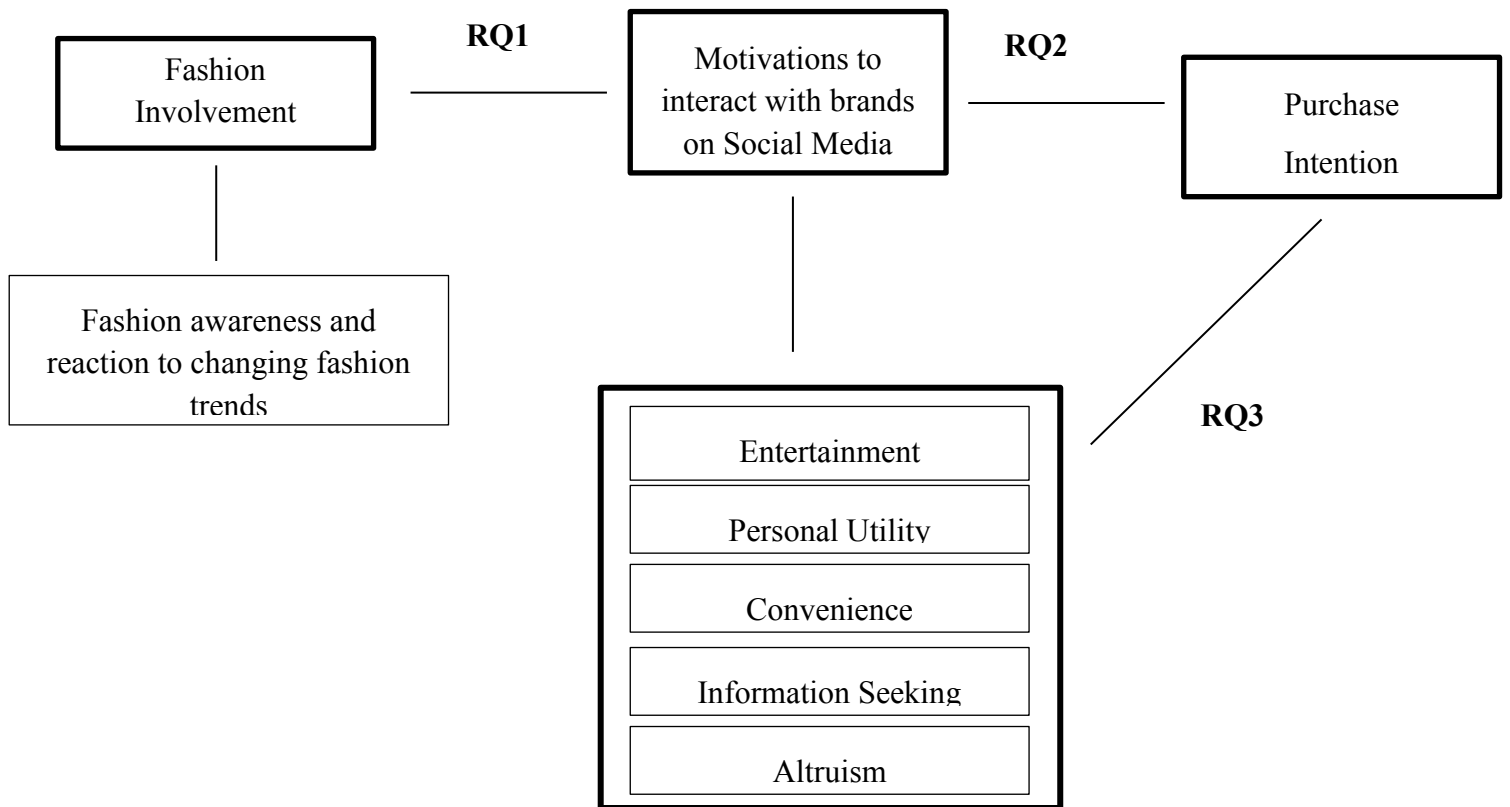 RQ1
Fashion
Involvement
Motivations to
interact with brands
on Social Media
RQ2
Purchase
Intention
Fashion awareness and
reaction to changing fashion
trends
RQ3
Entertainment
Personal Utility
Convenience
Information Seeking
Altruism